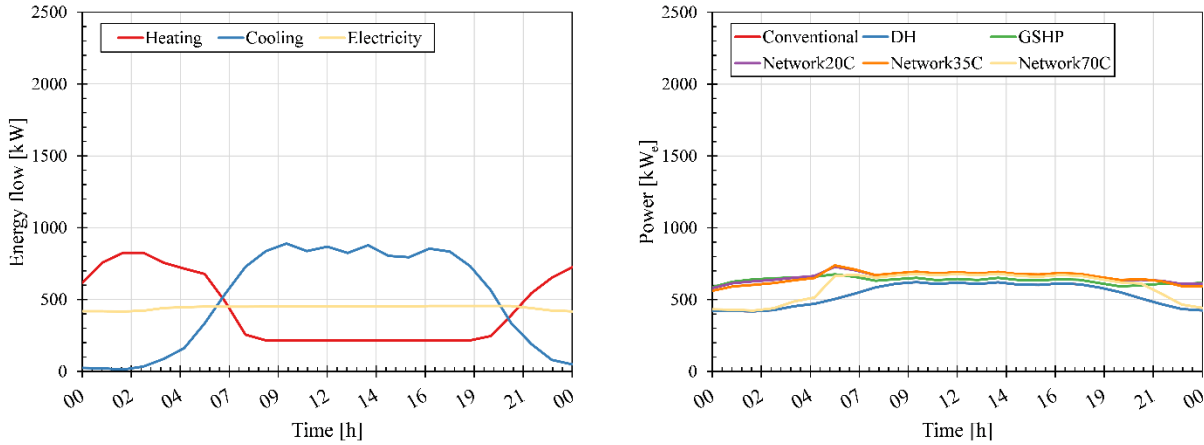 Heating Cooling Electricity
Energy flow [kW]
2500
2000
1500
1000
500
0
00 02 04 07 09 12 14 16 19 21 00
Time [h]
Conventional DH GSHP
Network20C Network35C Network70C
Power [kWe]
2500
2000
1500
1000
500
0
00 02 04 07 09 12 14 16 19 21 00
Time [h]